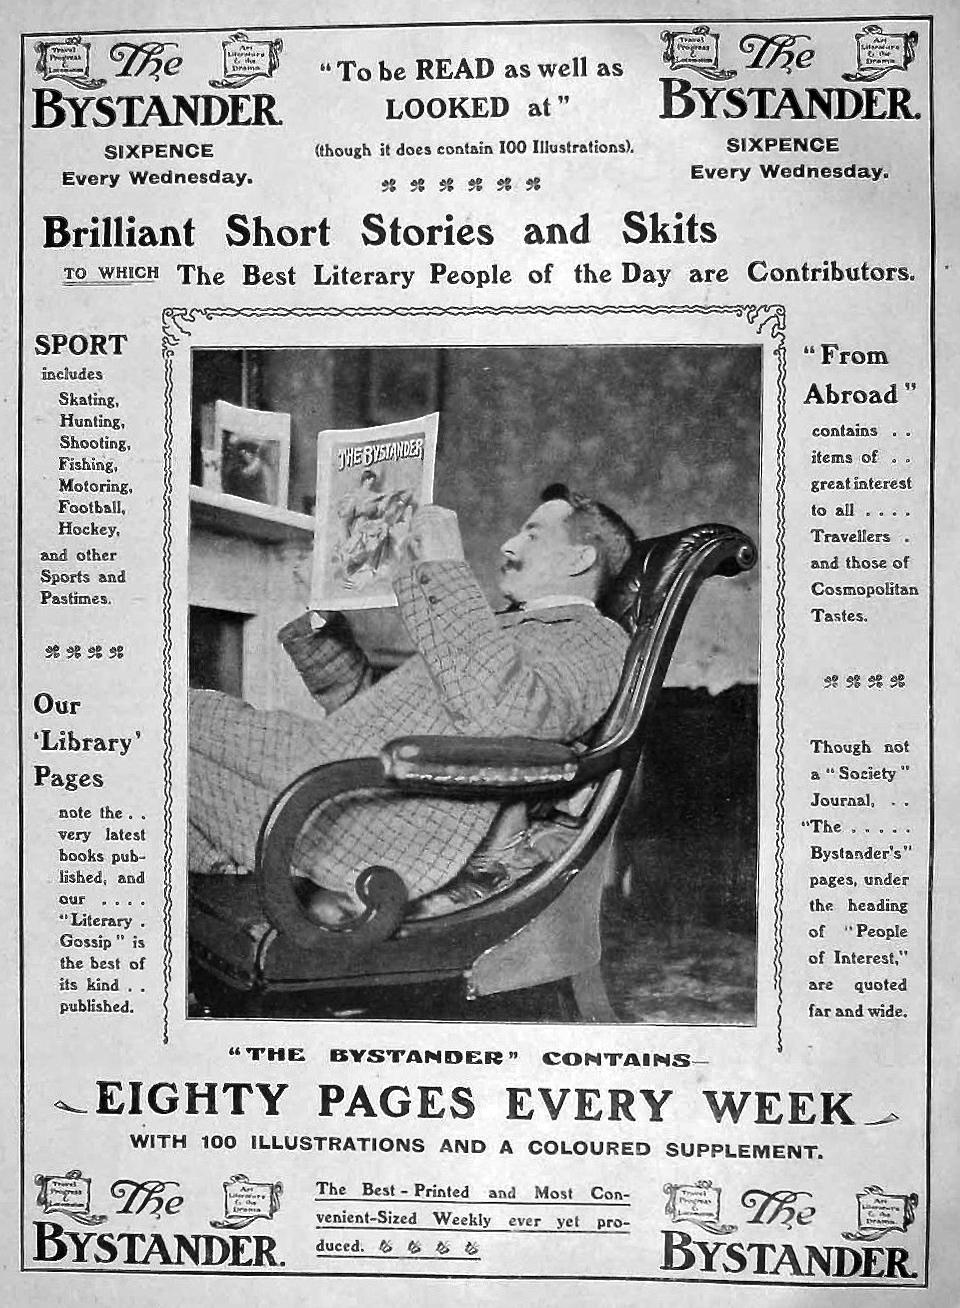 Travel
Progress
&
Locomotion
The
Art
Literature
& the
Drama
BYSTANDER.
SIXPENCE
Every Wednesday.
"To be READ as well as
LOOKED at"
(though it does contain 100 Illustrations).
Travel
Progress
&
Locomotion
The
Art
Literature
& the
Drama
BYSTANDER.
SIXPENCE
Every Wednesday.
Brilliant Short Stories and Skits
TO WHICH The Best Literary People of the Day are Contributors.
SPORT
includes
Skating,
Hunting,
Shooting,
Fishing,
Motoring,
Football,
Hockey,
and other
Sports and
Pastimes.
Our
'Library'
Pages
note the . .
very latest
books pub-
lished, and
our . . . .
"Literary .
Gossip" is
the best of
its kind . .
published.
THE BYSTANDER
"From
Abroad"
contains . .
items of . .
great interest
to all . . . .
Travellers .
and those of
Cosmopolitan
Tastes.
Though not
a "Society"
Journal, . .
"The . . . . .
Bystander's"
pages, under
the heading
of "People
of Interest,"
are quoted
far and wide.
"THE BYSTANDER" CONTAINS—
EIGHTY PAGES EVERY WEEK
WITH 100 ILLUSTRATIONS AND A COLOURED SUPPLEMENT.
Travel
Progress
&
Locomotion
The
Art
Literature
& the
Drama
BYSTANDER.
The Best-Printed and Most Con-
venient-Sized Weekly ever yet pro-
duced.
Travel
Progress
&
Locomotion
The
Art
Literature
& the
Drama
BYSTANDER.